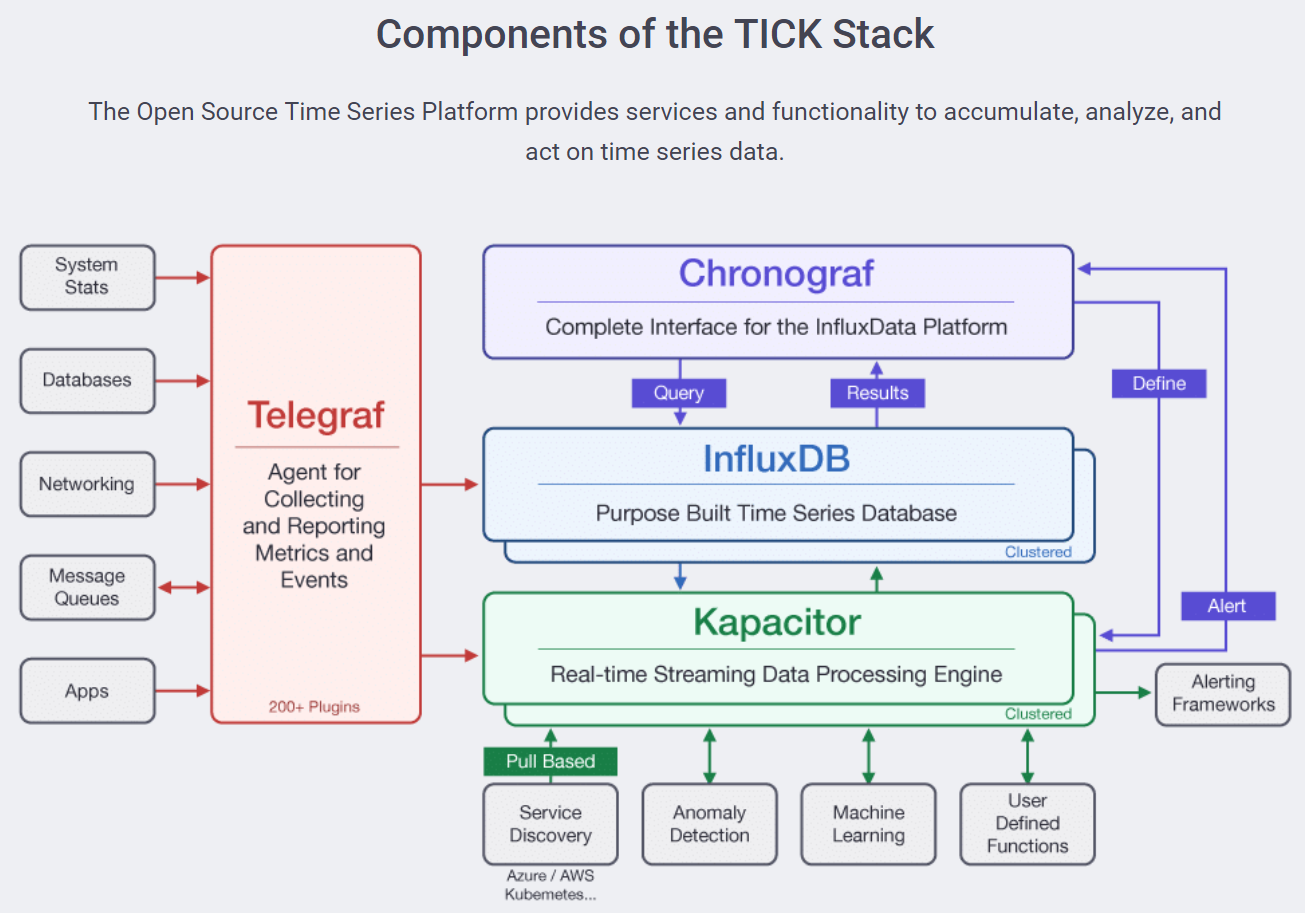 Components of the TICK Stack
The Open Source Time Series Platform provides services and functionality to accumulate, analyze, and
act on time series data.
System
Stats
Databases
Networking
Message
Queues
Apps
Telegraf
Agent for
Collecting
and Reporting
Metrics and
Events
200+ Plugins
Chronograf
Complete Interface for the InfluxData Platform
Query
Results
Define
InfluxDB
Purpose Built Time Series Database
Clustered
Alert
Kapacitor
Real-time Streaming Data Processing Engine
Clustered
Alerting
Frameworks
Pull Based
Service
Discovery
Azure / AWS
Kubemetes...
Anomaly
Detection
Machine
Learning
User
Defined
Functions